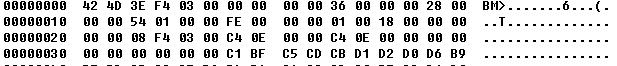 00000000 42 4D 3E F4 03 00 00 00 00 00 36 00 00 00 28 00 BM>.......6...(.
00000010 00 00 54 01 00 00 FE 00 00 00 01 00 18 00 00 00 ..T.............
00000020 00 00 08 F4 03 00 C4 0E 00 00 C4 0E 00 00 00 00 ................
00000030 00 00 00 00 00 00 C1 BF C5 CD CB D1 D2 D0 D6 B9 ................